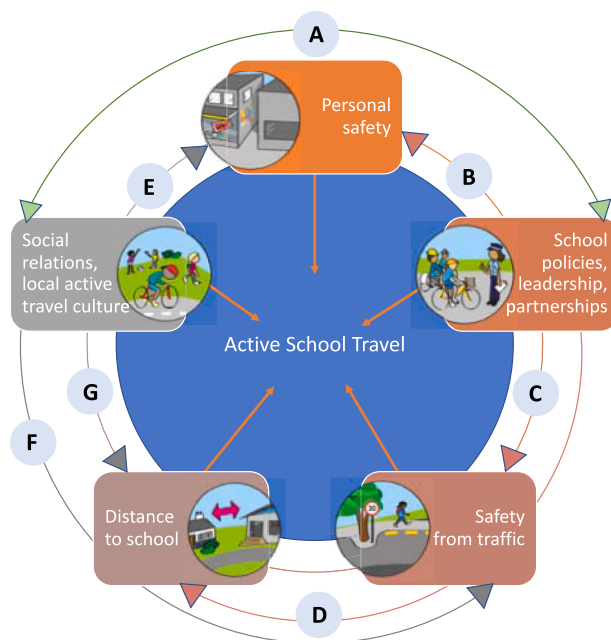 A
Personal
safety
E
B
Social
relations,
local active
travel culture
School
policies,
leadership,
partnerships
Active School Travel
G
C
F
Distance
to school
30
Safety
from traffic
D